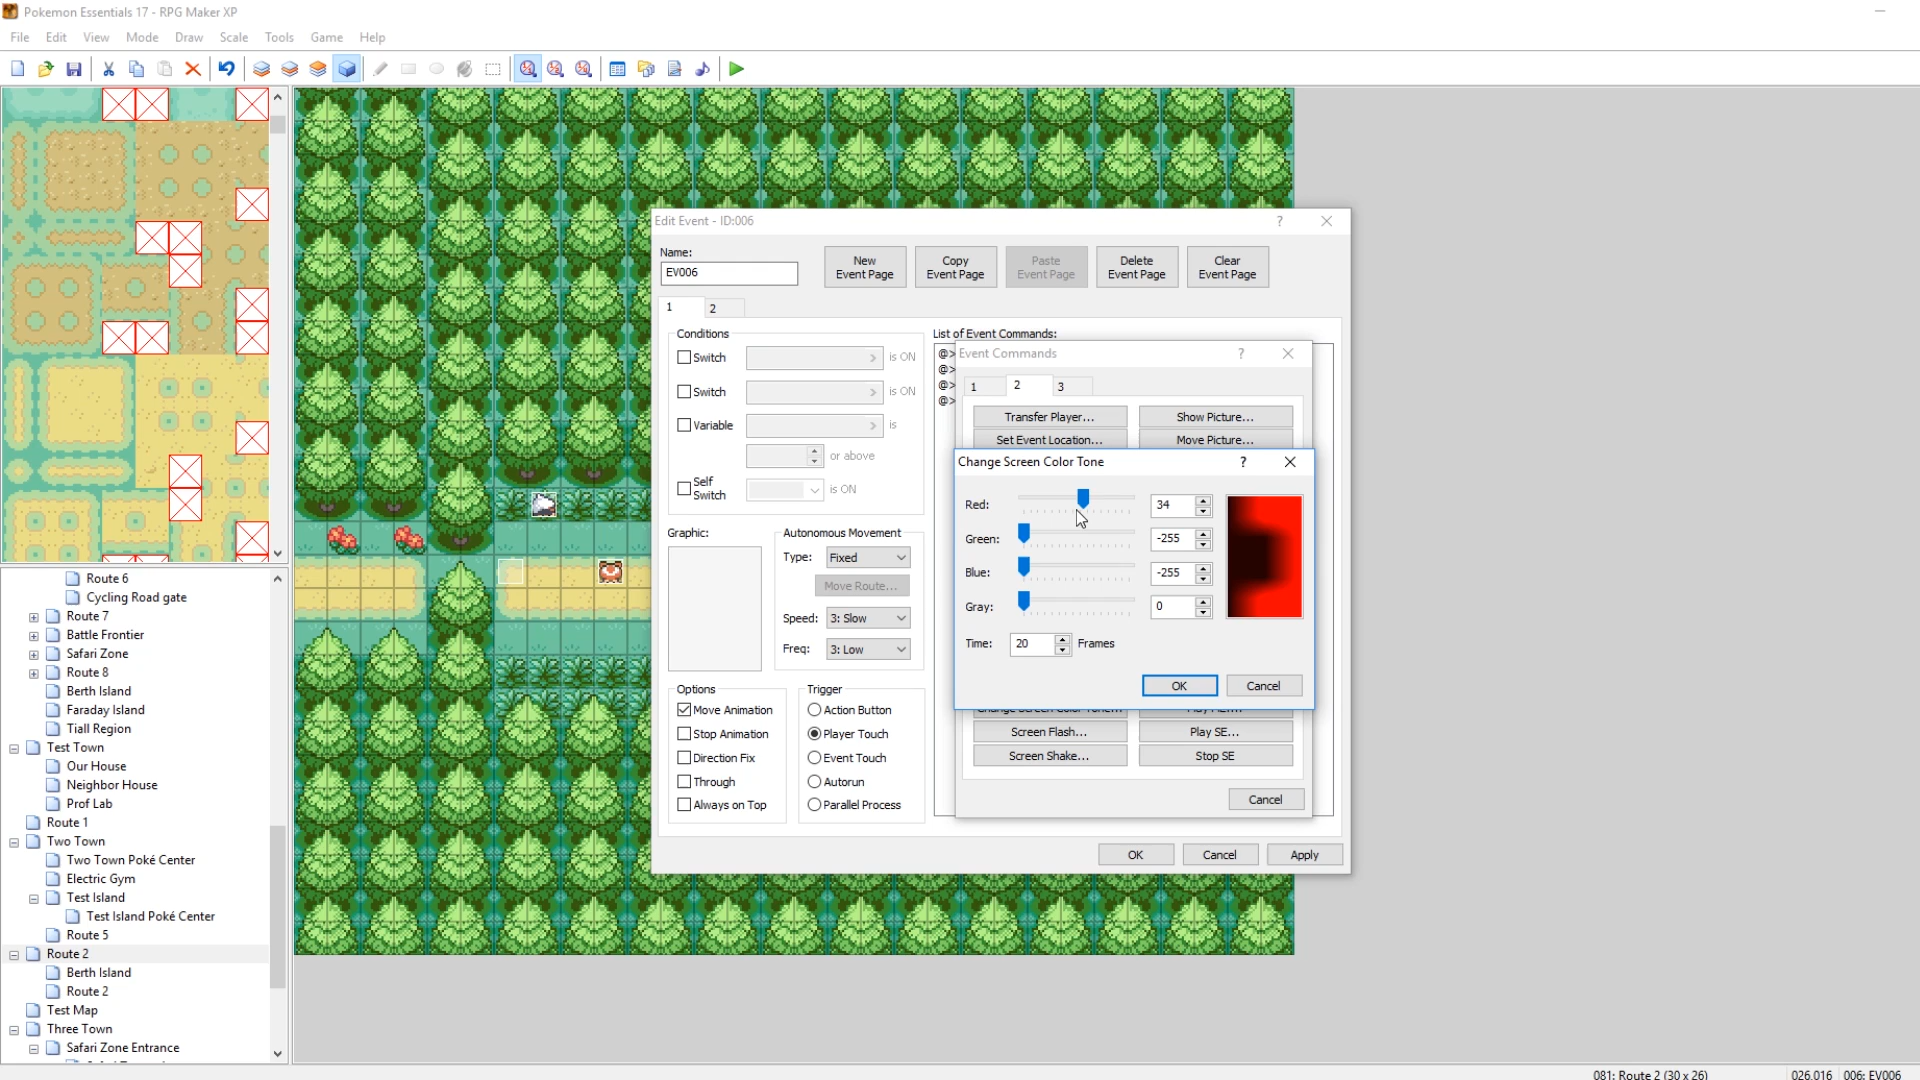 Pokemon Essentials 17 - RPG Maker XP
File Edit View Mode Draw Scale Tools Game Help
Edit Event - ID:006
Name:
EV006
New Event Page
Copy Event Page
Paste Event Page
Delete Event Page
Clear Event Page
1 2
Conditions
Switch is ON
Switch is ON
Variable is
or above
Self Switch is ON
Graphic:
Autonomous Movement
Type: Fixed
Move Route...
Speed: 3: Slow
Freq: 3: Low
Options
Move Animation
Stop Animation
Direction Fix
Through
Always on Top
Trigger
Action Button
Player Touch
Event Touch
Autorun
Parallel Process
List of Event Commands:
@>
@>
@>
@>
Event Commands
1 2 3
Transfer Player... Show Picture...
Set Event Location... Move Picture...
Change Screen Color Tone
Red: 34
Green: -255
Blue: -255
Gray: 0
Time: 20 Frames
OK Cancel
Screen Flash... Play SE...
Screen Shake... Stop SE
Cancel
OK Cancel Apply
Route 6
Cycling Road gate
Route 7
Battle Frontier
Safari Zone
Route 8
Berth Island
Faraday Island
Tiall Region
Test Town
Our House
Neighbor House
Prof Lab
Route 1
Two Town
Two Town Poké Center
Electric Gym
Test Island
Test Island Poké Center
Route 5
Route 2
Berth Island
Route 2
Test Map
Three Town
Safari Zone Entrance
081: Route 2 (30 x 26) 026,016 006: EV006